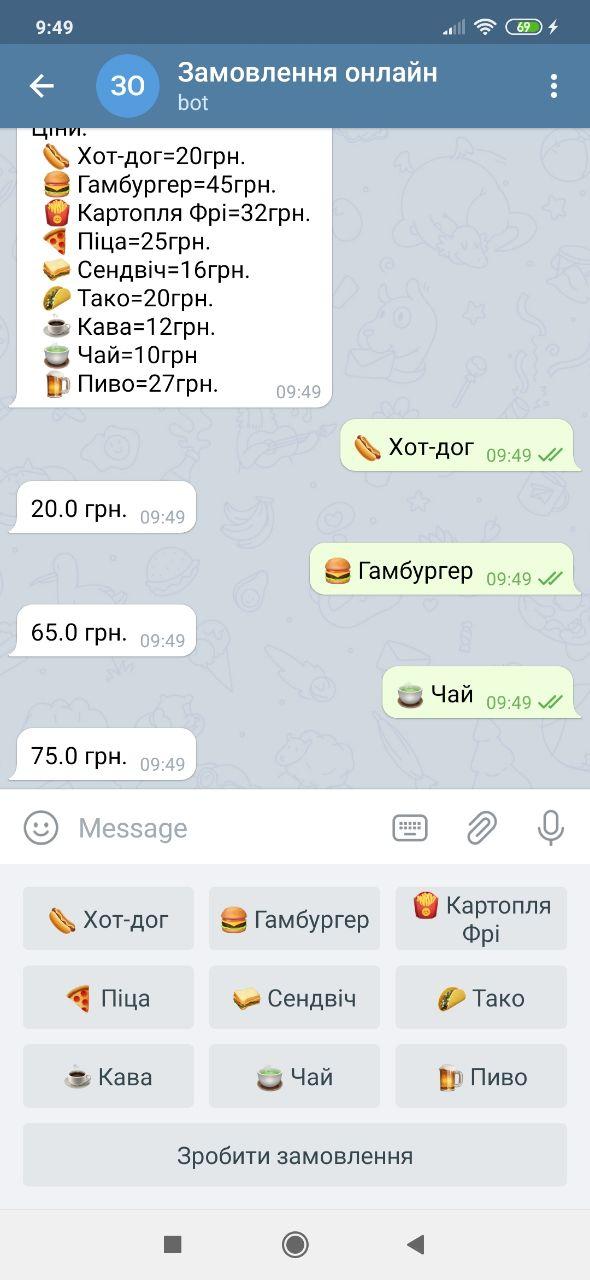 9:49
69
ЗО
Замовлення онлайн
bot
Ціни:
Хот-дог=20грн.
Гамбургер=45грн.
Картопля Фрі=32грн.
Піца=25грн.
Сендвіч=16грн.
Тако=20грн.
Кава=12грн.
Чай=10грн
Пиво=27грн.
09:49
Хот-дог 09:49
20.0 грн. 09:49
Гамбургер 09:49
65.0 грн. 09:49
Чай 09:49
75.0 грн. 09:49
Message
Хот-дог
Гамбургер
Картопля
Фрі
Піца
Сендвіч
Тако
Кава
Чай
Пиво
Зробити замовлення